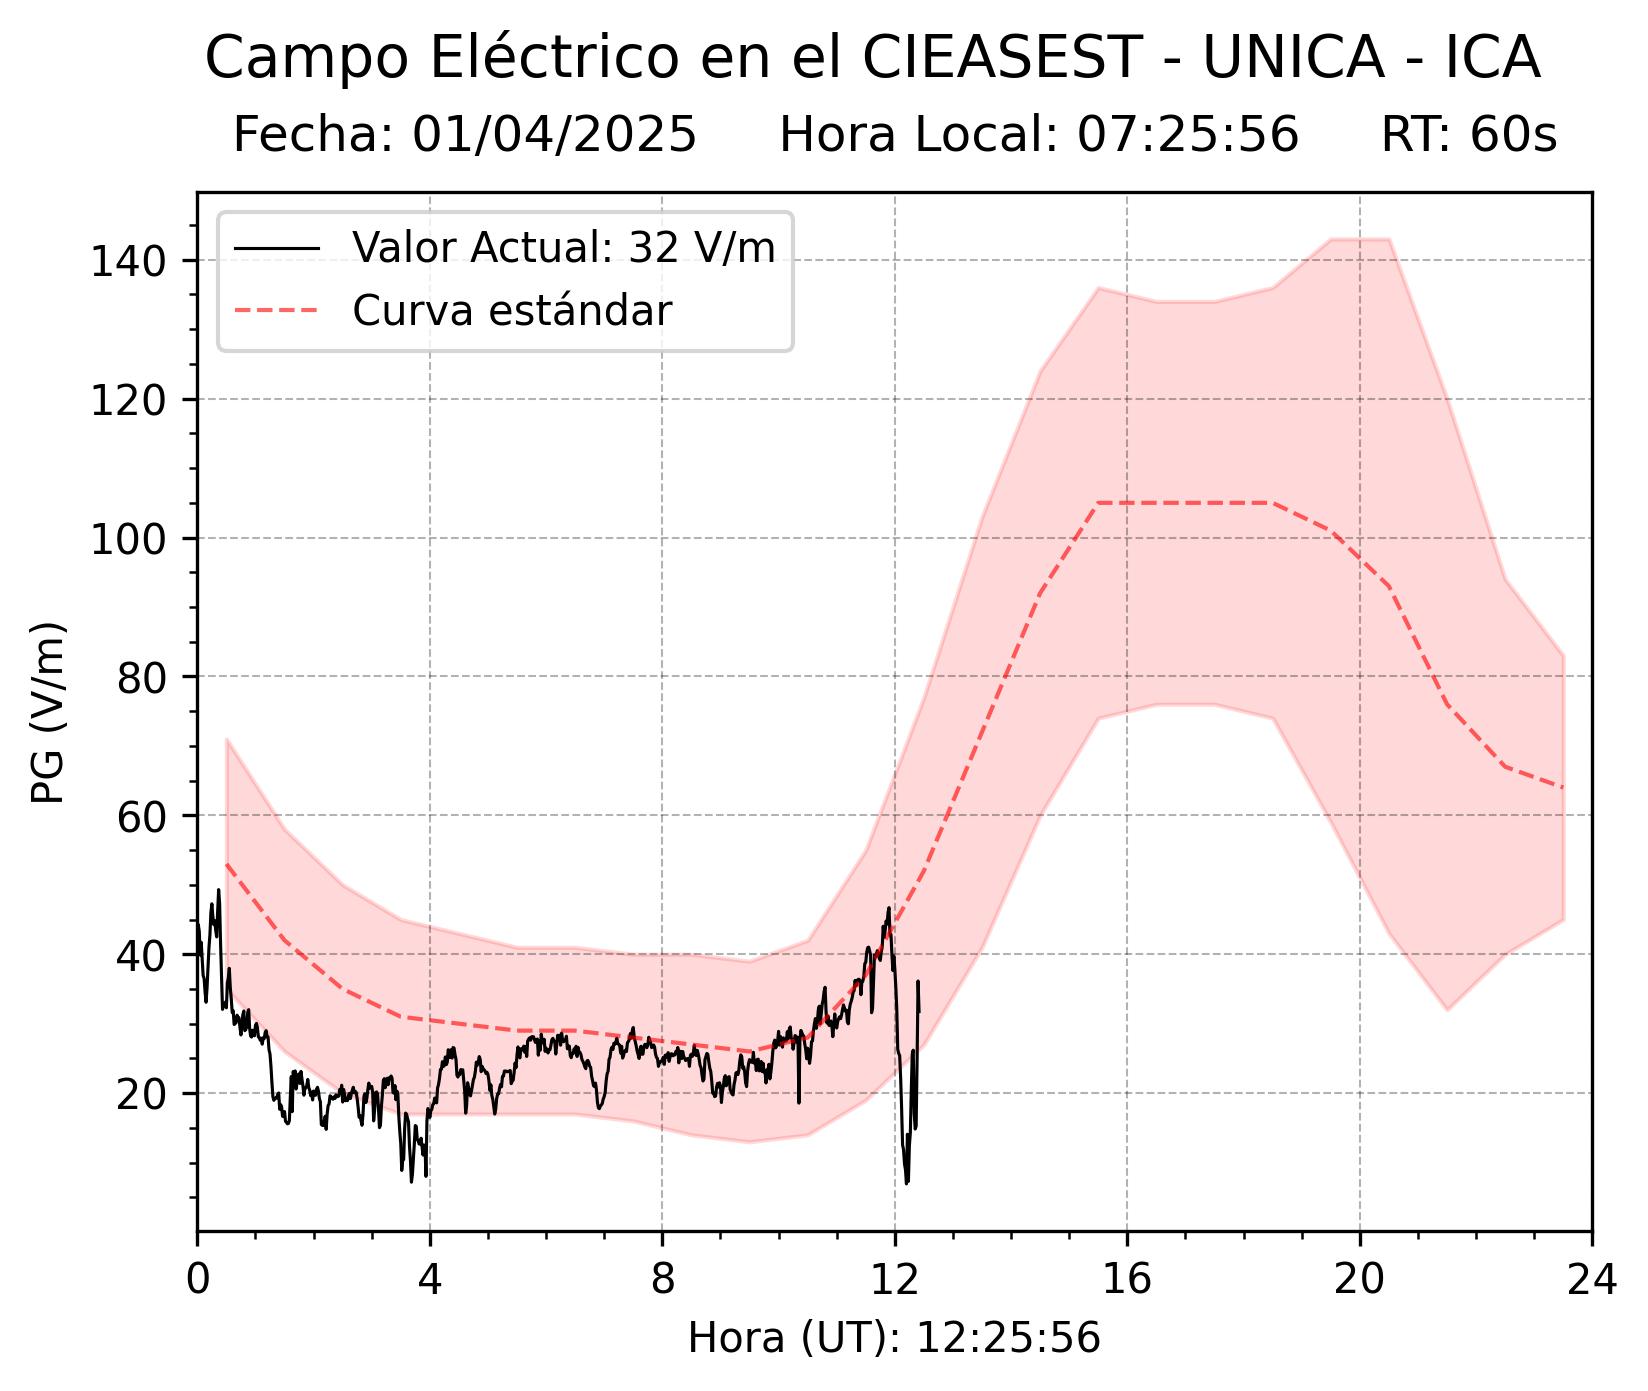 Campo Eléctrico en el CIEASEST - UNICA - ICA
Fecha: 01/04/2025 Hora Local: 07:25:56 RT: 60s
Valor Actual: 32 V/m
Curva estándar
140
120
100
80
60
40
20
PG (V/m)
0 4 8 12 16 20 24
Hora (UT): 12:25:56